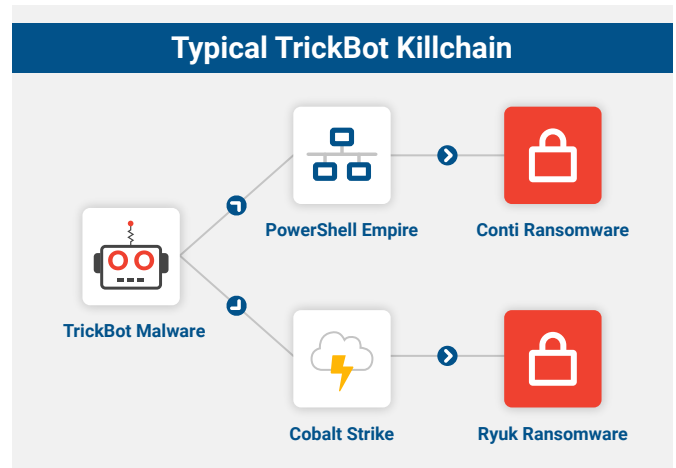 Typical TrickBot Killchain
PowerShell Empire
Conti Ransomware
TrickBot Malware
Cobalt Strike
Ryuk Ransomware